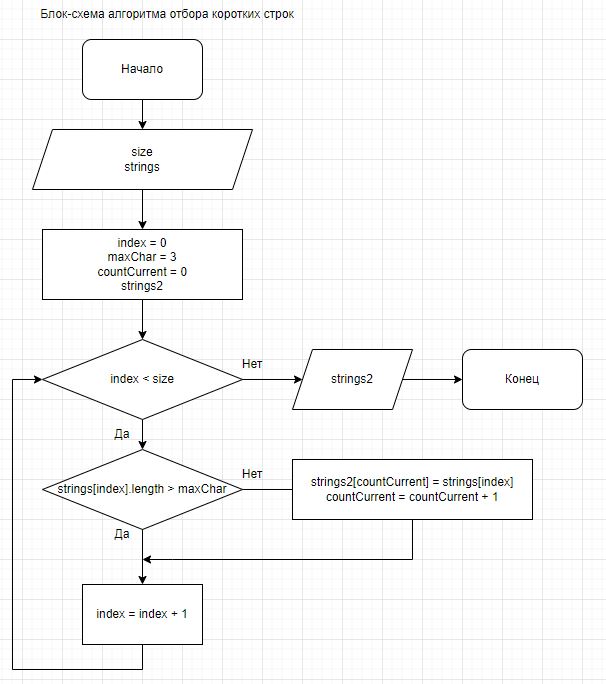 Блок-схема алгоритма отбора коротких строк
Начало
size
strings
index = 0
maxChar = 3
countCurrent = 0
strings2
index < size
Нет
strings2
Конец
Да
strings[index].length > maxChar
Нет
strings2[countCurrent] = strings[index]
countCurrent = countCurrent + 1
Да
index = index + 1